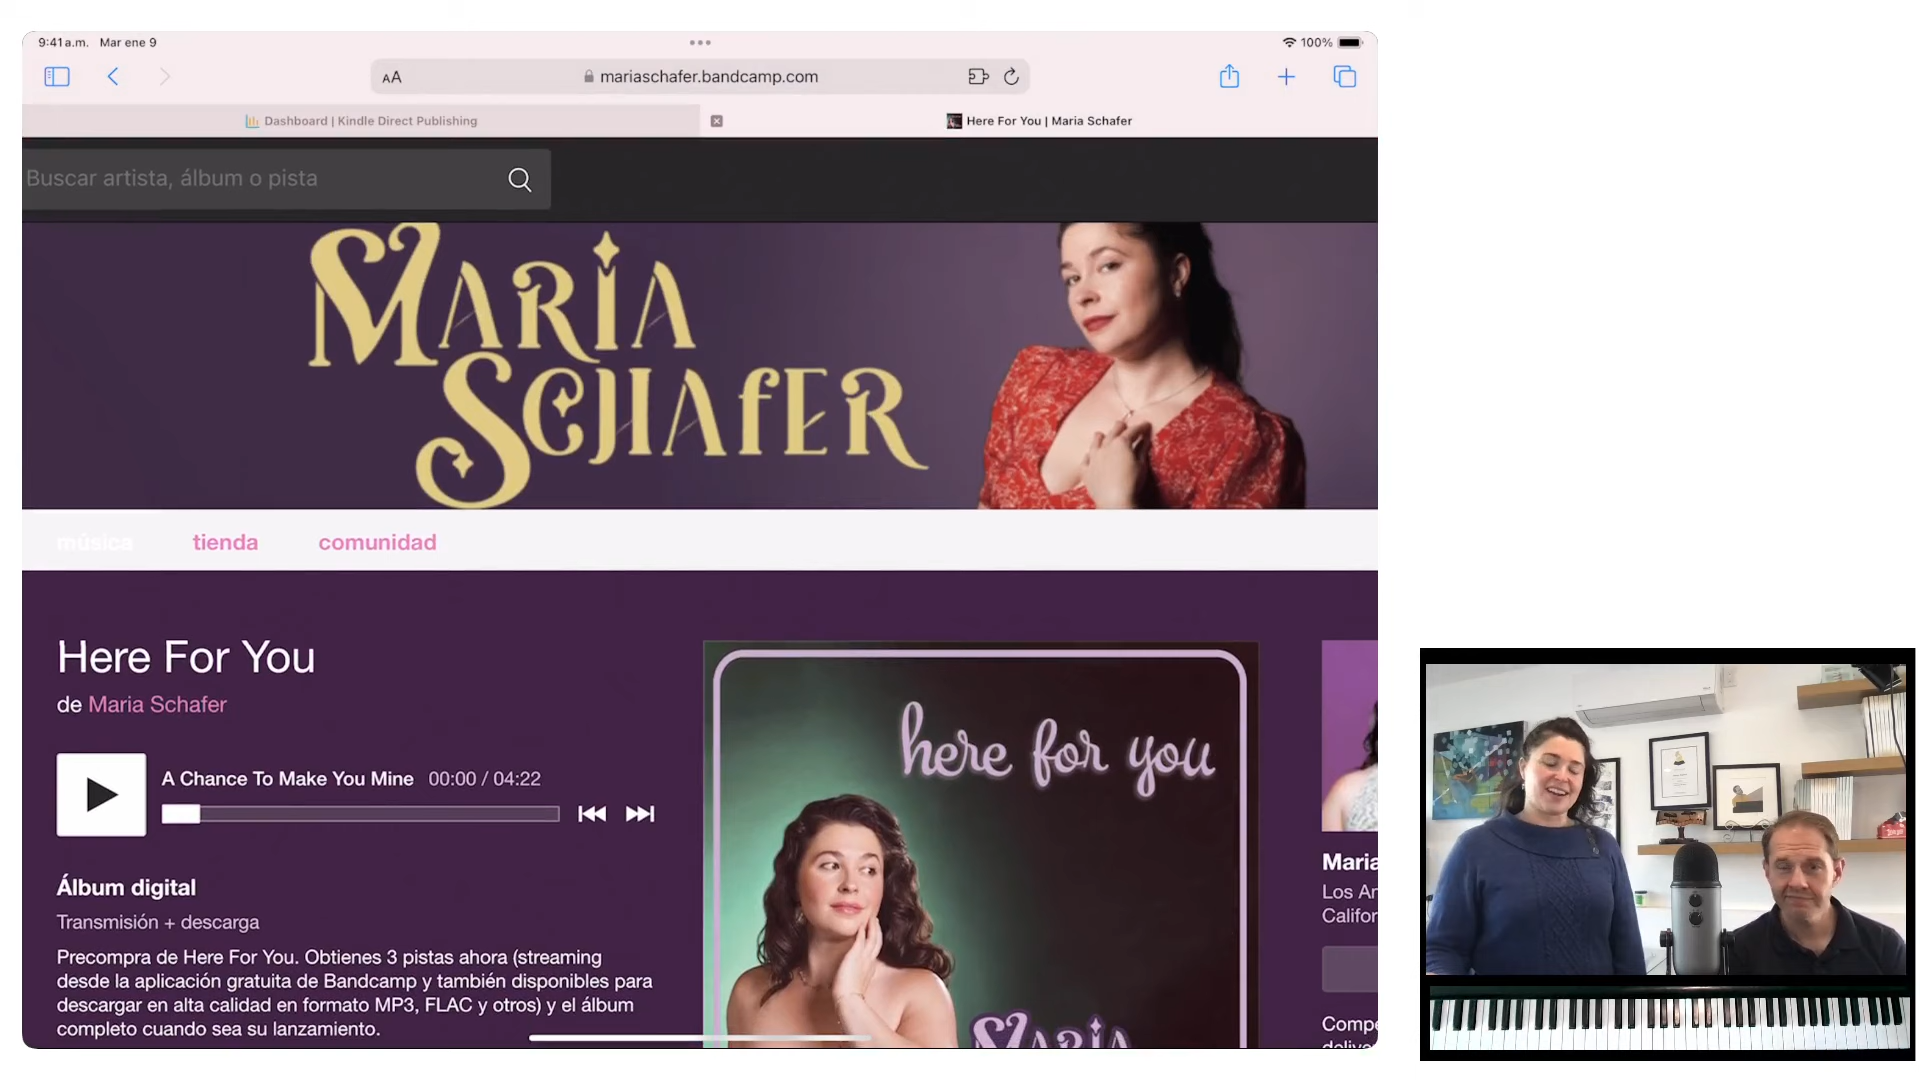 9:41 a.m. Mar ene 9
100%
AA
mariaschafer.bandcamp.com
Dashboard | Kindle Direct Publishing
Here For You | Maria Schafer
Buscar artista, álbum o pista
MARIA
SCHAFER
música tienda comunidad
Here For You
de Maria Schafer
A Chance To Make You Mine 00:00 / 04:22
Álbum digital
Transmisión + descarga
Precompra de Here For You. Obtienes 3 pistas ahora (streaming
desde la aplicación gratuita de Bandcamp y también disponibles para
descargar en alta calidad en formato MP3, FLAC y otros) y el álbum
completo cuando sea su lanzamiento.
here for you
MARIA
Maria
Los An
Califor
Compe